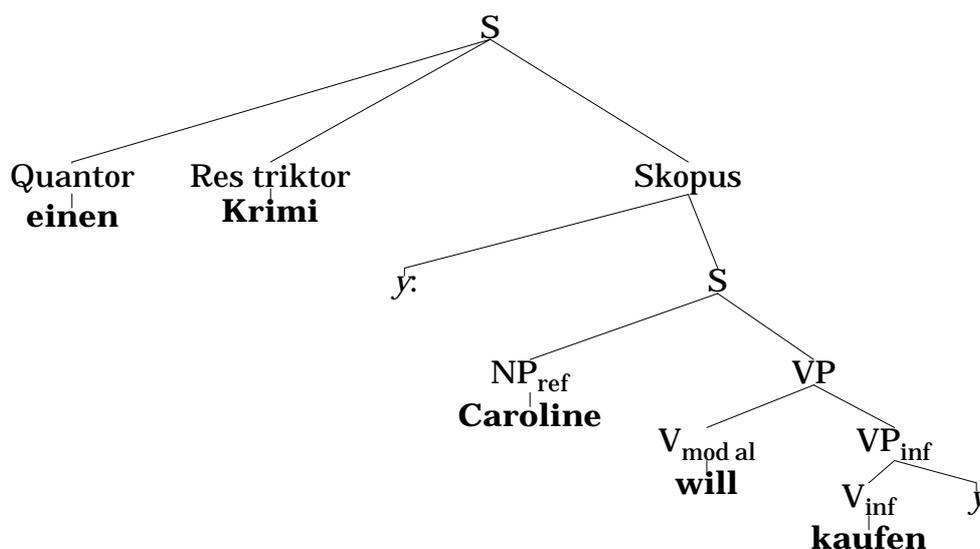 S
Quantor Res triktor Skopus
einen Krimi
y: S
NPref VP
Caroline
Vmod al VPinf
will Vinf y
kaufen